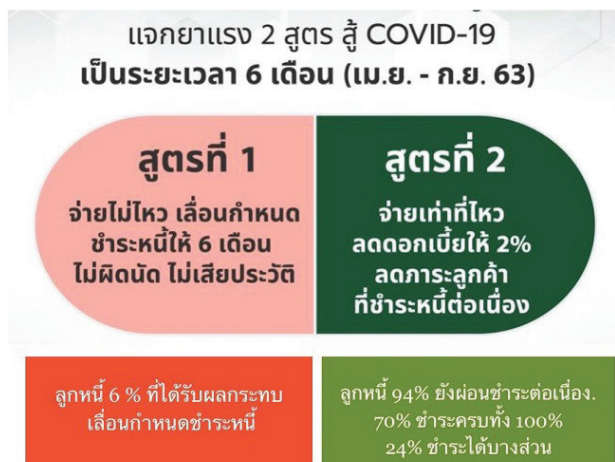 แจกยาแรง 2 สูตร สู้ COVID-19
เป็นระยะเวลา 6 เดือน (เม.ย. - ก.ย. 63)
สูตรที่ 1
จ่ายไม่ไหว เลื่อนกำหนด
ชำระหนี้ให้ 6 เดือน
ไม่ผิดนัด ไม่เสียประวัติ
สูตรที่ 2
จ่ายเท่าที่ไหว
ลดดอกเบี้ยให้ 2%
ลดภาระลูกค้า
ที่ชำระหนี้ต่อเนื่อง
ลูกหนี้ 6 % ที่ได้รับผลกระทบ
เลื่อนกำหนดชำระหนี้
ลูกหนี้ 94% ยังผ่อนชำระต่อเนื่อง.
70% ชำระครบทั้ง 100%
24% ชำระได้บางส่วน